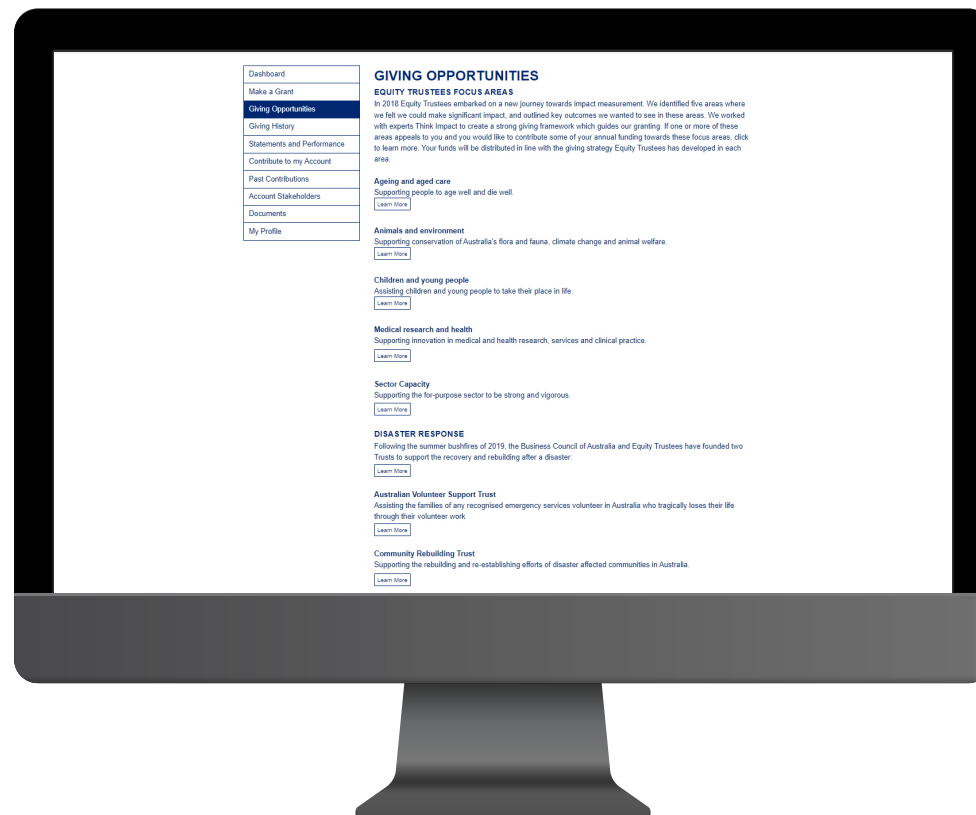 Dashboard
Make a Grant
Giving Opportunities
Giving History
Statements and Performance
Contribute to my Account
Past Contributions
Account Stakeholders
Documents
My Profile
GIVING OPPORTUNITIES
EQUITY TRUSTEES FOCUS AREAS
In 2018 Equity Trustees embarked on a new journey towards impact measurement. We identified five areas where
we felt we could make significant impact, and outlined key outcomes we wanted to see in these areas. We worked
with experts Think Impact to create a strong giving framework which guides our granting. If one or more of these
areas appeals to you and you would like to contribute some of your annual funding towards these focus areas, click
to learn more. Your funds will be distributed in line with the giving strategy Equity Trustees has developed in each
area.
Ageing and aged care
Supporting people to age well and die well.
Learn More
Animals and environment
Supporting conservation of Australia's flora and fauna, climate change and animal welfare.
Learn More
Children and young people
Assisting children and young people to take their place in life.
Learn More
Medical research and health
Supporting innovation in medical and health research, services and clinical practice.
Learn More
Sector Capacity
Supporting the for-purpose sector to be strong and vigorous.
Learn More
DISASTER RESPONSE
Following the summer bushfires of 2019, the Business Council of Australia and Equity Trustees have founded two
Trusts to support the recovery and rebuilding after a disaster:
Learn More
Australian Volunteer Support Trust
Assisting the families of any recognised emergency services volunteer in Australia who tragically loses their life
through their volunteer work
Learn More
Community Rebuilding Trust
Supporting the rebuilding and re-establishing efforts of disaster affected communities in Australia.
Learn More